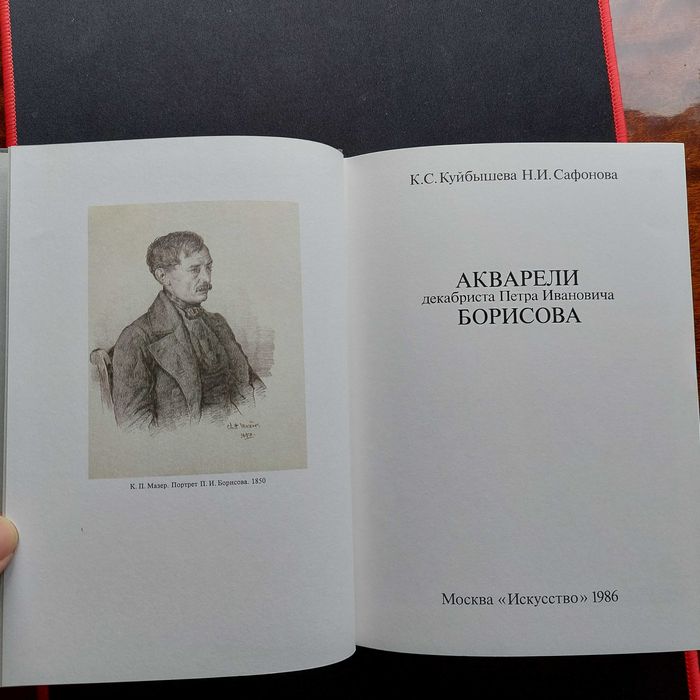 К. П. Мазер. Портрет П. И. Борисова. 1850
К. С. Куйбышева Н. И. Сафонова
АКВАРЕЛИ
декабриста Петра Ивановича
БОРИСОВА
Москва «Искусство» 1986